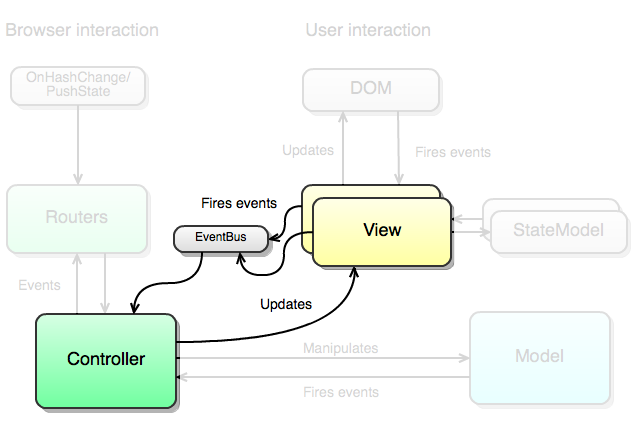 Browser interaction
User interaction
OnHashChange/
PushState
DOM
Updates
Fires events
Routers
Fires events
EventBus
View
StateModel
Events
Updates
Controller
Manipulates
Model
Fires events